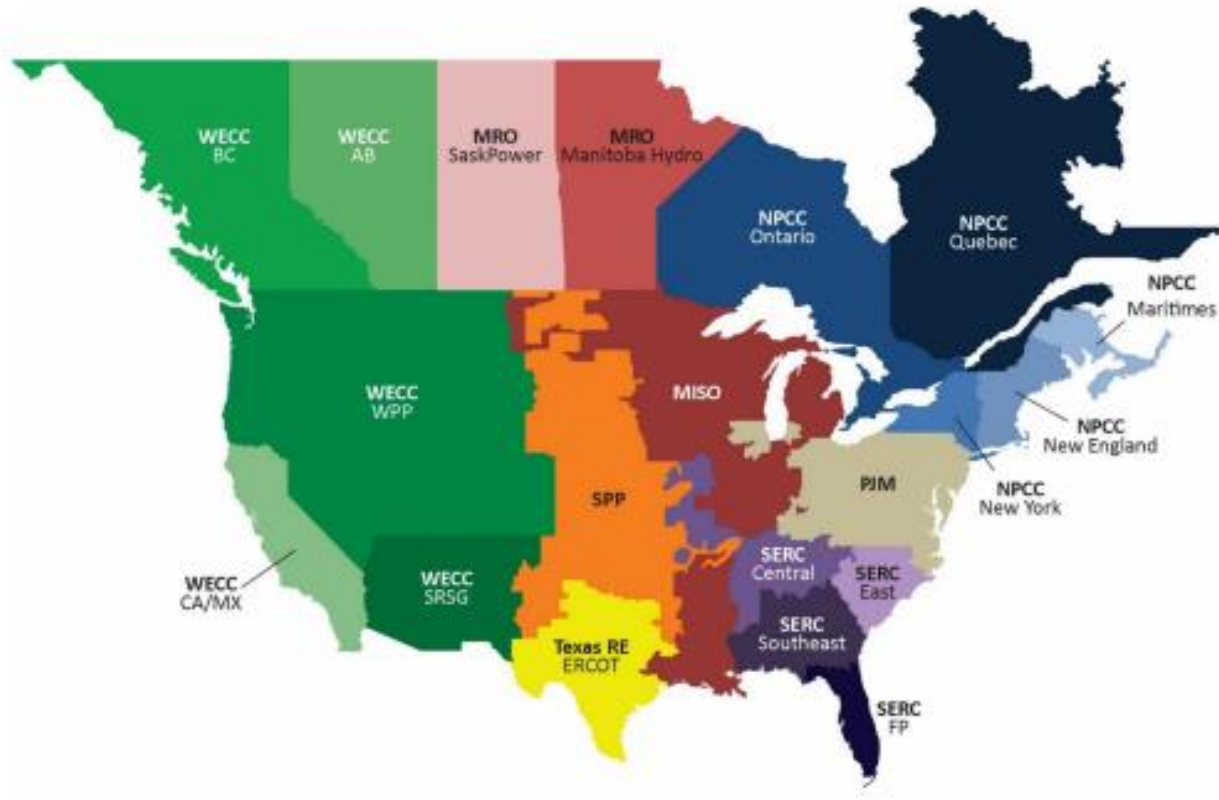 WECC
BC
WECC
AB
MRO
SaskPower
MRO
Manitoba Hydro
NPCC
Ontario
NPCC
Quebec
NPCC
Maritimes
WECC
WPP
MISO
NPCC
New England
SPP
PJM
NPCC
New York
WECC
CA/MX
WECC
SRSG
SERC
Central
SERC
East
Texas RE
ERCOT
SERC
Southeast
SERC
FP